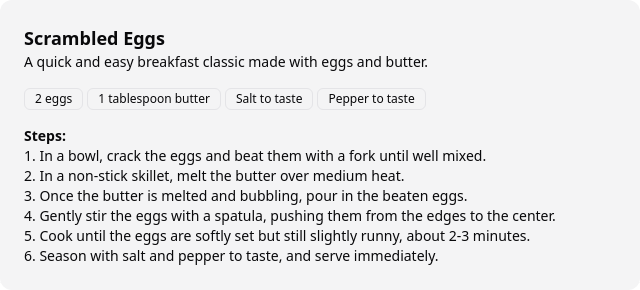 Scrambled Eggs
A quick and easy breakfast classic made with eggs and butter.
2 eggs 1 tablespoon butter Salt to taste Pepper to taste
Steps:
1. In a bowl, crack the eggs and beat them with a fork until well mixed.
2. In a non-stick skillet, melt the butter over medium heat.
3. Once the butter is melted and bubbling, pour in the beaten eggs.
4. Gently stir the eggs with a spatula, pushing them from the edges to the center.
5. Cook until the eggs are softly set but still slightly runny, about 2-3 minutes.
6. Season with salt and pepper to taste, and serve immediately.